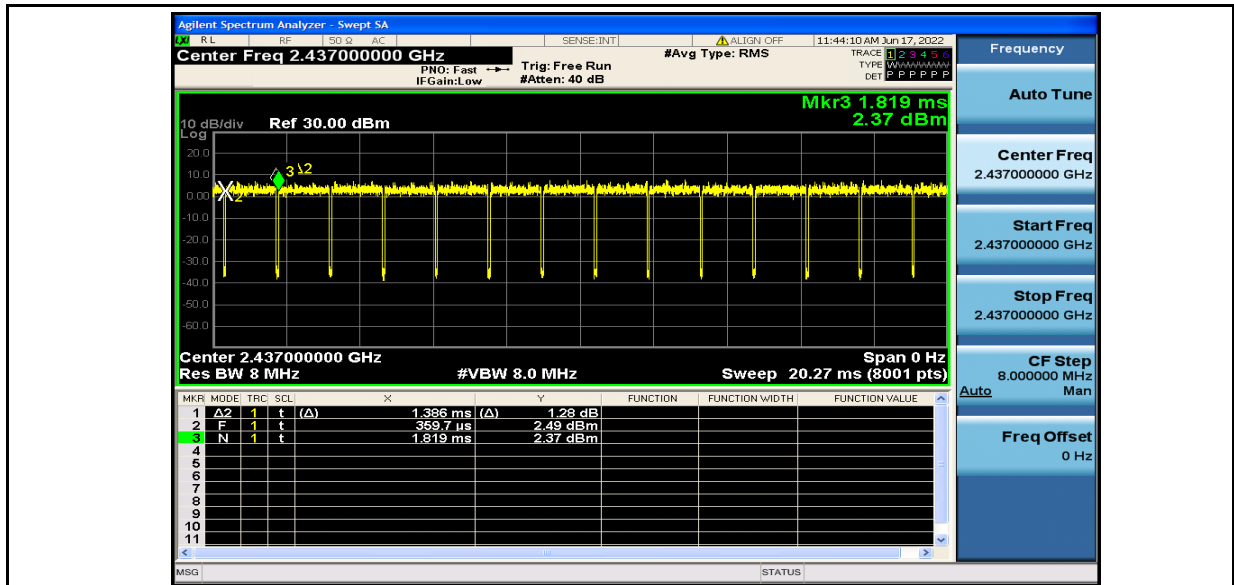 Agilent Spectrum Analyzer - Swept SA
LXI RL RF 50 Ω AC SENSE:INT ALIGN OFF 11:44:10 AM Jun 17, 2022
Center Freq 2.437000000 GHz #Avg Type: RMS TRACE 1 2 3 4 5 6
PNO: Fast Trig: Free Run TYPE
IFGain:Low #Atten: 40 dB DET P P P P P P
Mkr3 1.819 ms
2.37 dBm
10 dB/div Ref 30.00 dBm
Log
20.0
10.0
0.00
-10.0
-20.0
-30.0
-40.0
-50.0
-60.0
3 2
2
Center 2.437000000 GHz Span 0 Hz
Res BW 8 MHz #VBW 8.0 MHz Sweep 20.27 ms (8001 pts)
MKR MODE TRC SCL X Y FUNCTION FUNCTION WIDTH FUNCTION VALUE
1 Δ2 1 t (Δ) 1.386 ms (Δ) 1.28 dB
2 F 1 t 359.7 µs 2.49 dBm
3 N 1 t 1.819 ms 2.37 dBm
4
5
6
7
8
9
10
11
MSG STATUS
Frequency
Auto Tune
Center Freq
2.437000000 GHz
Start Freq
2.437000000 GHz
Stop Freq
2.437000000 GHz
CF Step
8.000000 MHz
Auto Man
Freq Offset
0 Hz